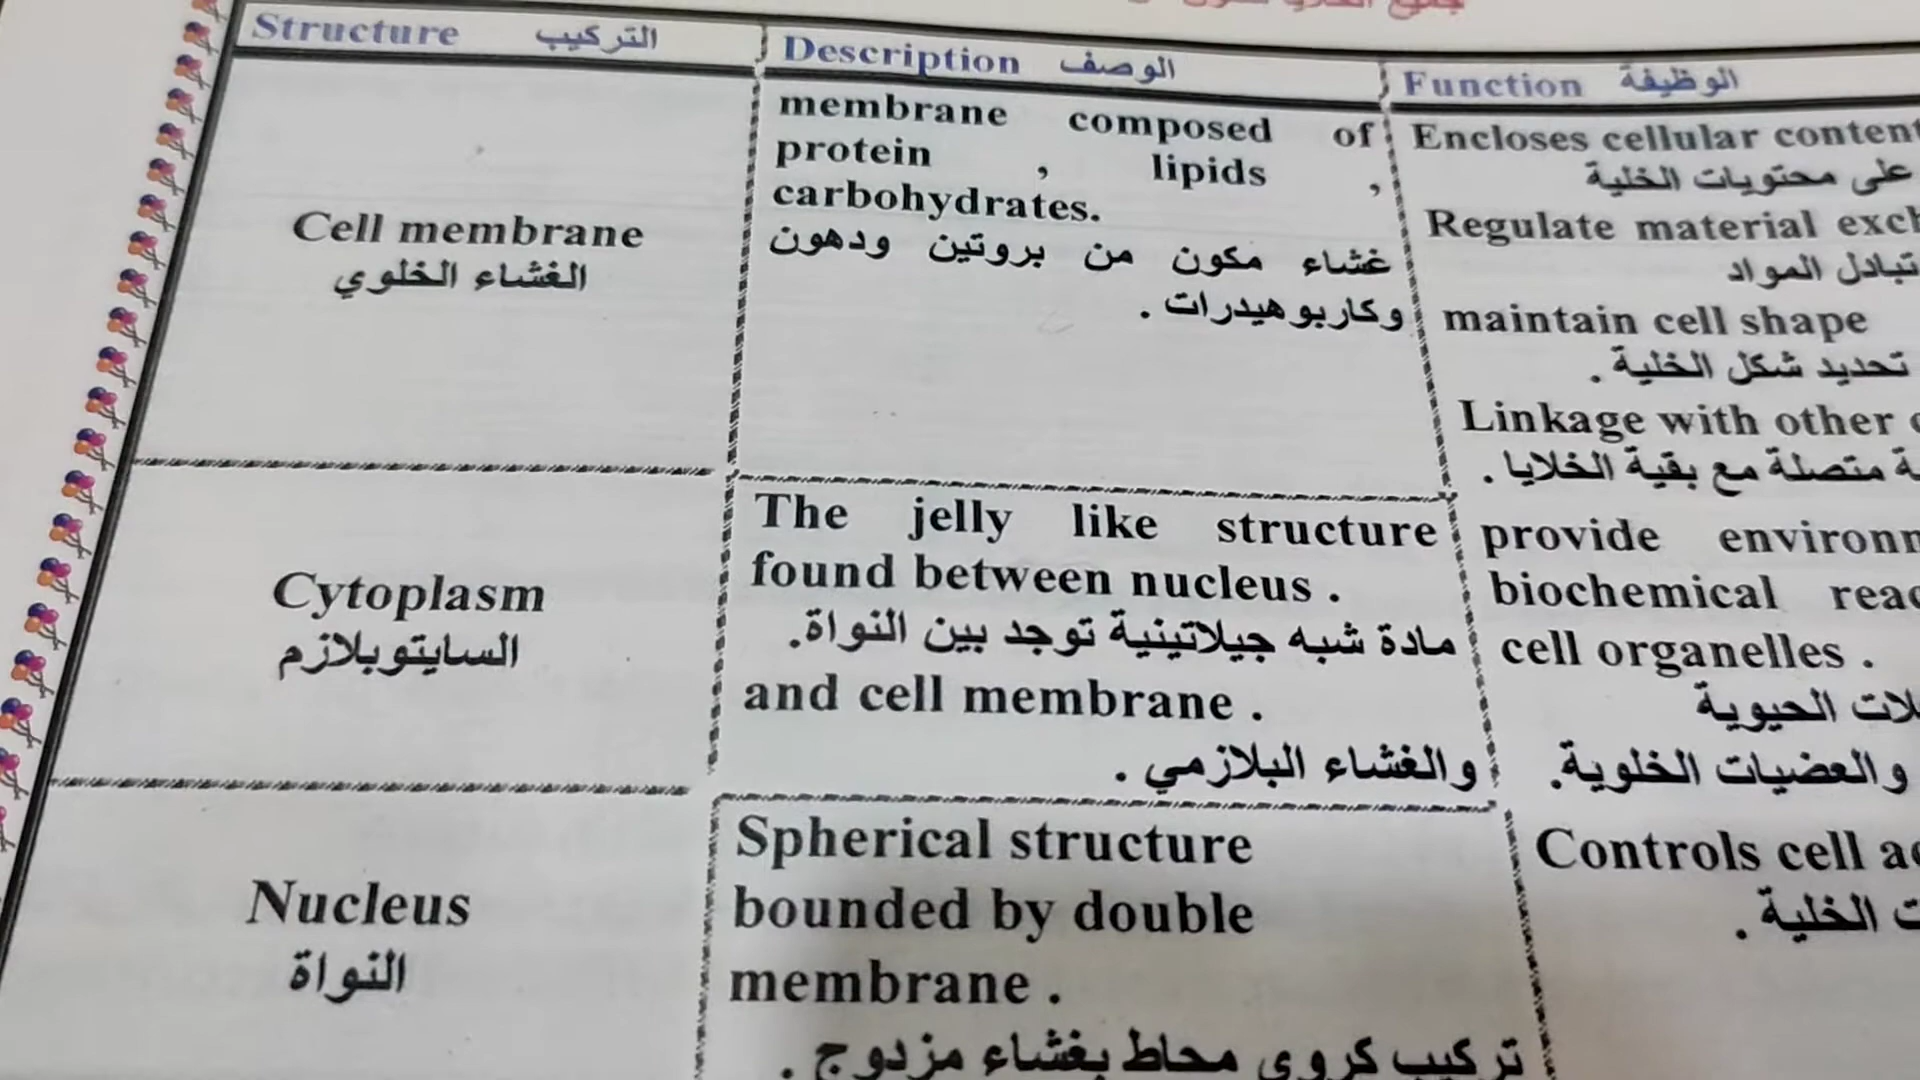 Structure التركيب
Description الوصف
Function الوظيفة
Cell membrane
الغشاء الخلوي
membrane composed of
protein , lipids ,
carbohydrates.
غشاء مكون من بروتين ودهون
وكاربوهيدرات .
Encloses cellular content
على محتويات الخلية
Regulate material
تبادل المواد
maintain cell shape
تحديد شكل الخلية .
Linkage with other
متصلة مع بقية الخلايا .
Cytoplasm
السايتوبلازم
The jelly like structure
found between nucleus .
مادة شبه جيلاتينية توجد بين النواة.
and cell membrane .
والغشاء البلازمي .
provide
biochemical
cell organelles .
الحيوية
والعضيات الخلوية.
Nucleus
النواة
Spherical structure
bounded by double
membrane .
تركيب كروي محاط بغشاء مزدوج .
Controls cell
الخلية .